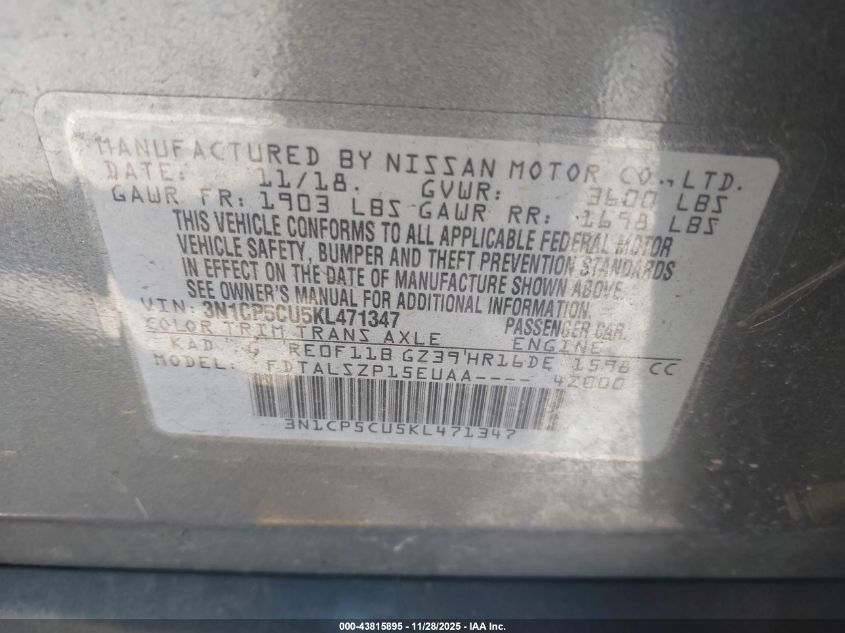 MANUFACTURED BY NISSAN MOTOR CO., LTD.
DATE: 11/18. GVWR: 3600 LBS
GAWR FR: 1903 LBS GAWR RR: 1698 LBS
THIS VEHICLE CONFORMS TO ALL APPLICABLE FEDERAL MOTOR
VEHICLE SAFETY, BUMPER AND THEFT PREVENTION STANDARDS
IN EFFECT ON THE DATE OF MANUFACTURE SHOWN ABOVE.
SEE OWNER'S MANUAL FOR ADDITIONAL INFORMATION.
VIN: 3N1CP5CU5KL471347 PASSENGER CAR.
COLOR TRIM TRANS AXLE ENGINE
KAD G RE0F11B GZ39 HR16DE 1598 CC
MODEL: FDTALSZP15EUAA---- 4Z000
3N1CP5CU5KL471347
000-43815895 - 11/28/2025 - IAA Inc.